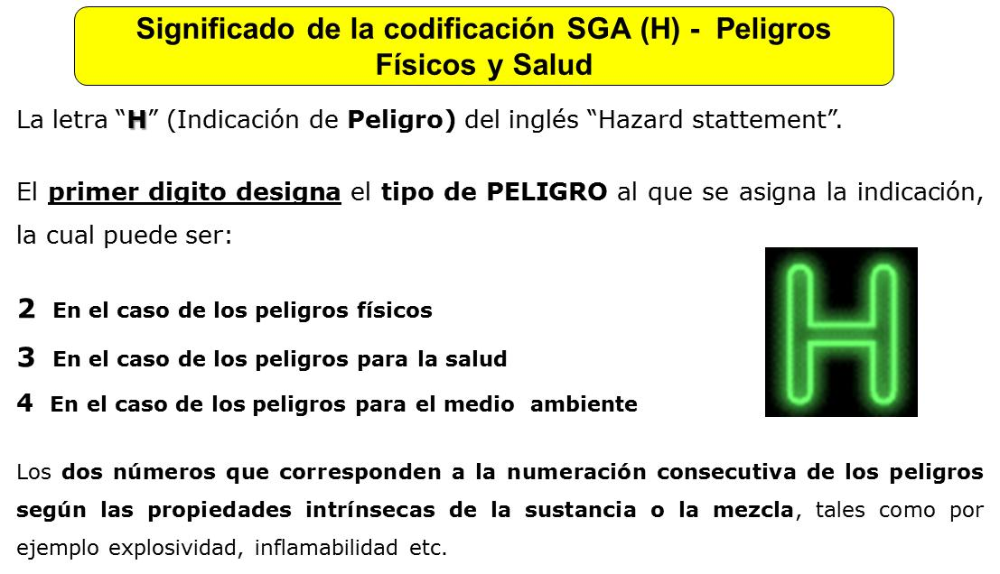 Significado de la codificación SGA (H) - Peligros
Físicos y Salud
La letra “H” (Indicación de Peligro) del inglés “Hazard stattement”.
El primer digito designa el tipo de PELIGRO al que se asigna la indicación,
la cual puede ser:
2 En el caso de los peligros físicos
3 En el caso de los peligros para la salud
4 En el caso de los peligros para el medio ambiente
H
Los dos números que corresponden a la numeración consecutiva de los peligros
según las propiedades intrínsecas de la sustancia o la mezcla, tales como por
ejemplo explosividad, inflamabilidad etc.